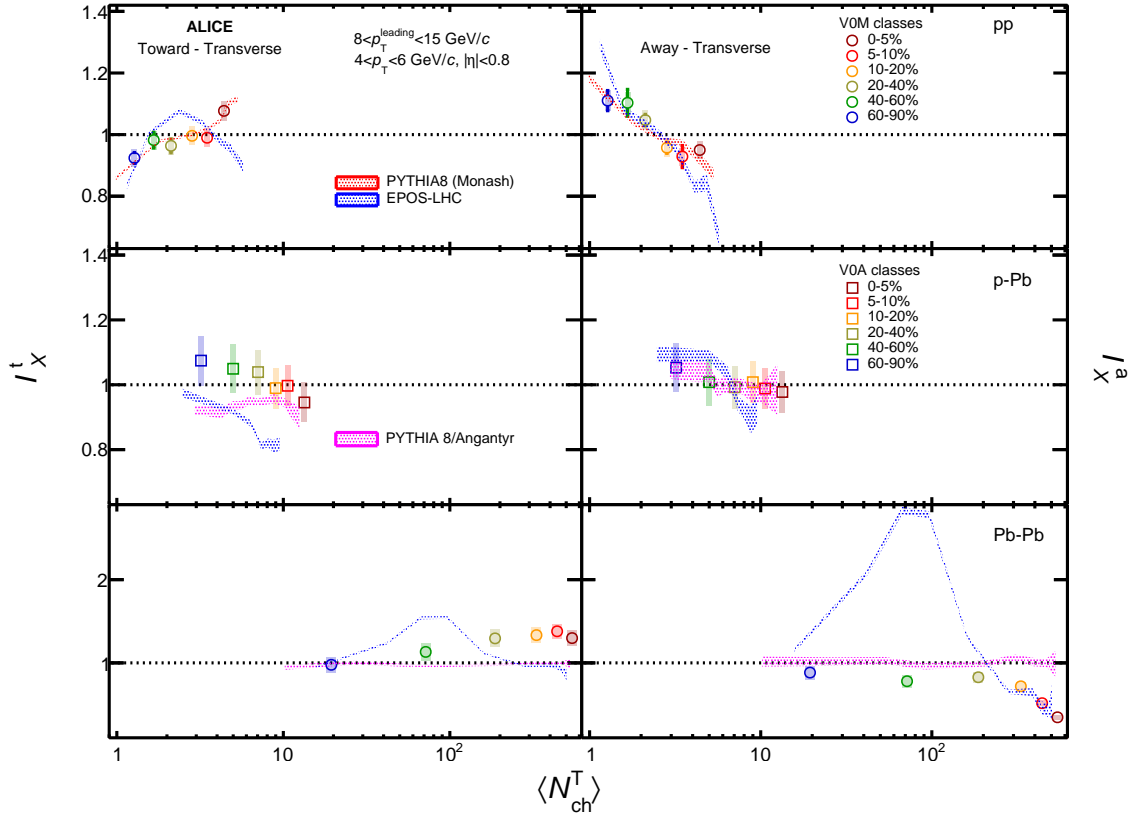 ALICE
Toward - Transverse
8<p_T^leading<15 GeV/c
4<p_T<6 GeV/c, |η|<0.8
PYTHIA8 (Monash)
EPOS-LHC
1.4
1.2
1
0.8
Away - Transverse
V0M classes
0-5%
5-10%
10-20%
20-40%
40-60%
60-90%
pp
1.4
1.2
1
0.8
I_X^t
PYTHIA 8/Angantyr
V0A classes
0-5%
5-10%
10-20%
20-40%
40-60%
60-90%
p-Pb
I_X^a
2
1
Pb-Pb
1
10
10²
1
10
10²
⟨N_ch^T⟩